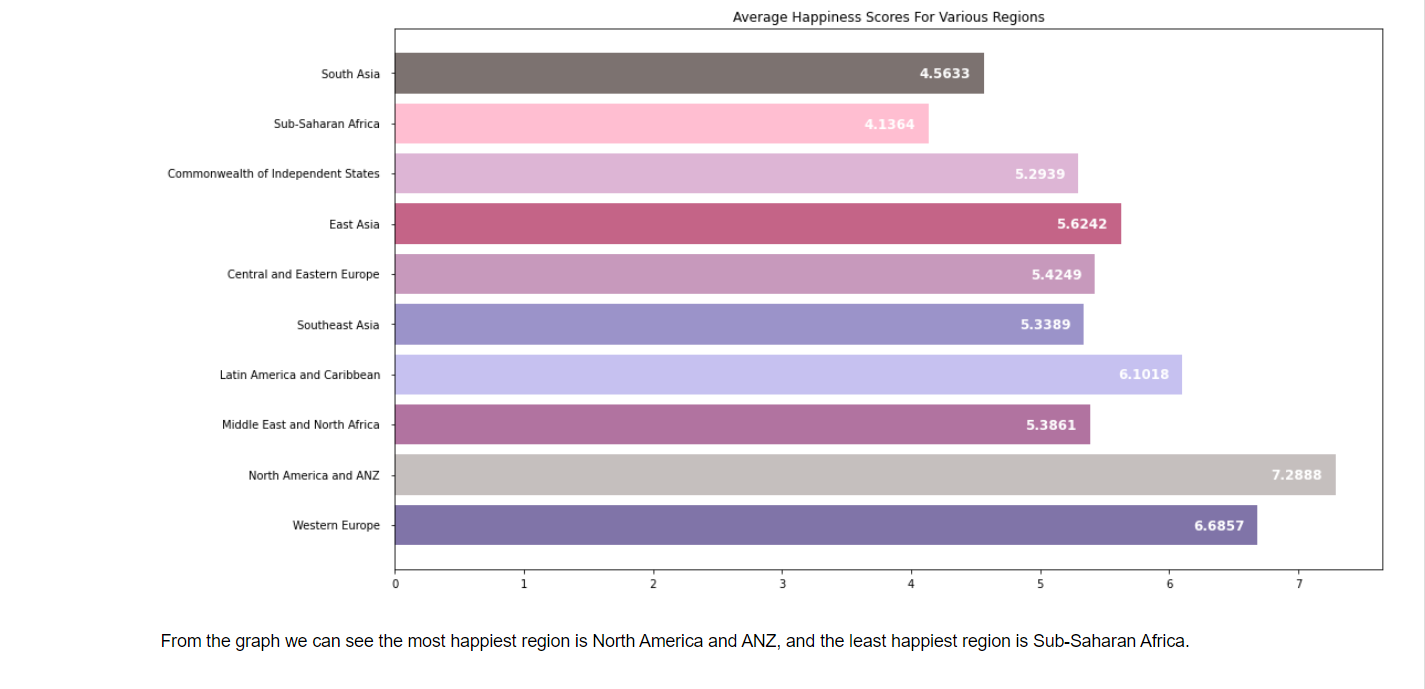 Average Happiness Scores For Various Regions
South Asia 4.5633
Sub-Saharan Africa 4.1364
Commonwealth of Independent States 5.2939
East Asia 5.6242
Central and Eastern Europe 5.4249
Southeast Asia 5.3389
Latin America and Caribbean 6.1018
Middle East and North Africa 5.3861
North America and ANZ 7.2888
Western Europe 6.6857
0 1 2 3 4 5 6 7
From the graph we can see the most happiest region is North America and ANZ, and the least happiest region is Sub-Saharan Africa.